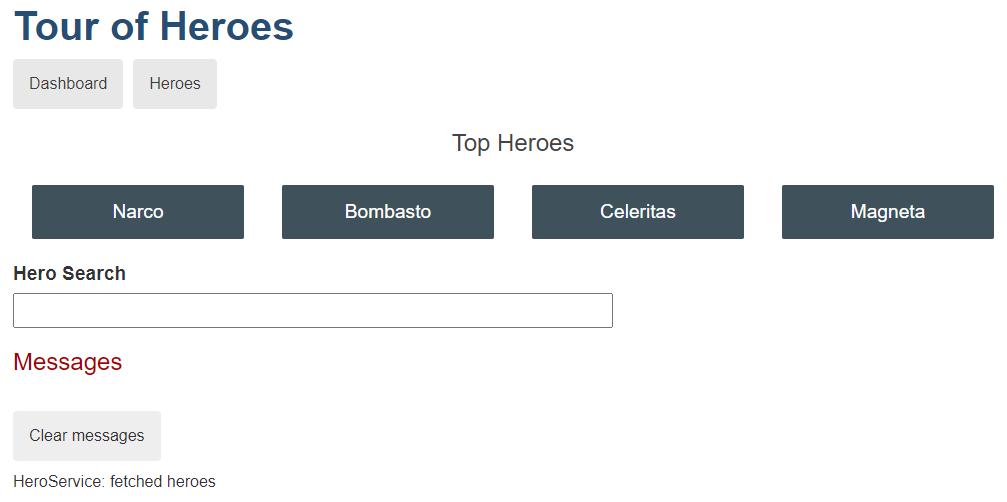 Tour of Heroes
Dashboard Heroes
Top Heroes
Narco Bombasto Celeritas Magneta
Hero Search
Messages
Clear messages
HeroService: fetched heroes